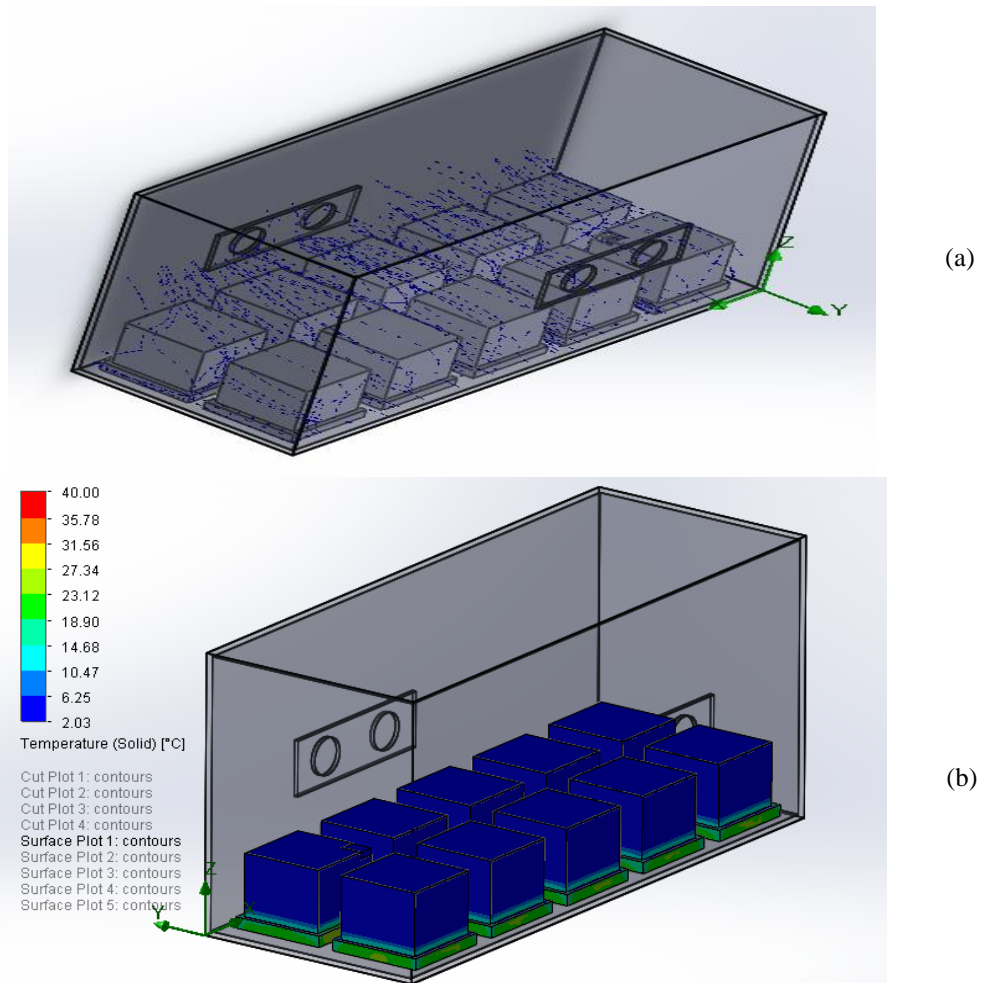 Z
Y
(a)
40.00
35.78
31.56
27.34
23.12
18.90
14.68
10.47
6.25
2.03
Temperature (Solid) [°C]
Cut Plot 1: contours
Cut Plot 2: contours
Cut Plot 3: contours
Cut Plot 4: contours
Surface Plot 1: contours
Surface Plot 2: contours
Surface Plot 3: contours
Surface Plot 4: contours
Surface Plot 5: contours
Z
Y
X
(b)